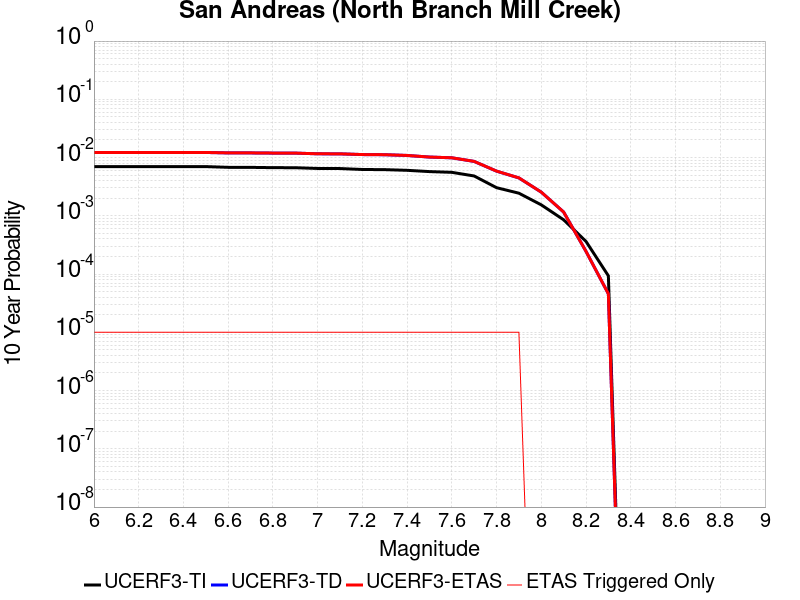 San Andreas (North Branch Mill Creek)
10^0
10^-1
10^-2
10^-3
10^-4
10^-5
10^-6
10^-7
10^-8
10 Year Probability
6 6.2 6.4 6.6 6.8 7 7.2 7.4 7.6 7.8 8 8.2 8.4 8.6 8.8 9
Magnitude
UCERF3-TI UCERF3-TD UCERF3-ETAS ETAS Triggered Only